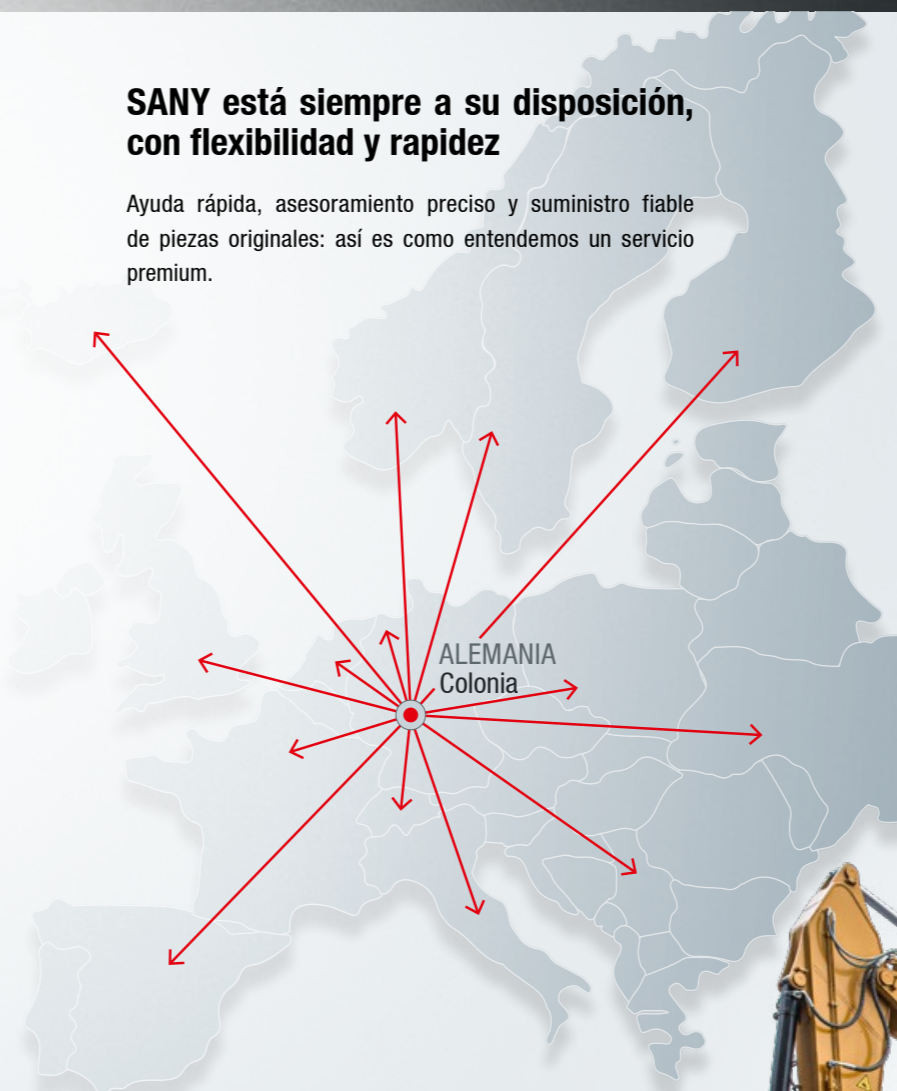 SANY está siempre a su disposición,
con flexibilidad y rapidez
Ayuda rápida, asesoramiento preciso y suministro fiable
de piezas originales: así es como entendemos un servicio
premium.
ALEMANIA
Colonia